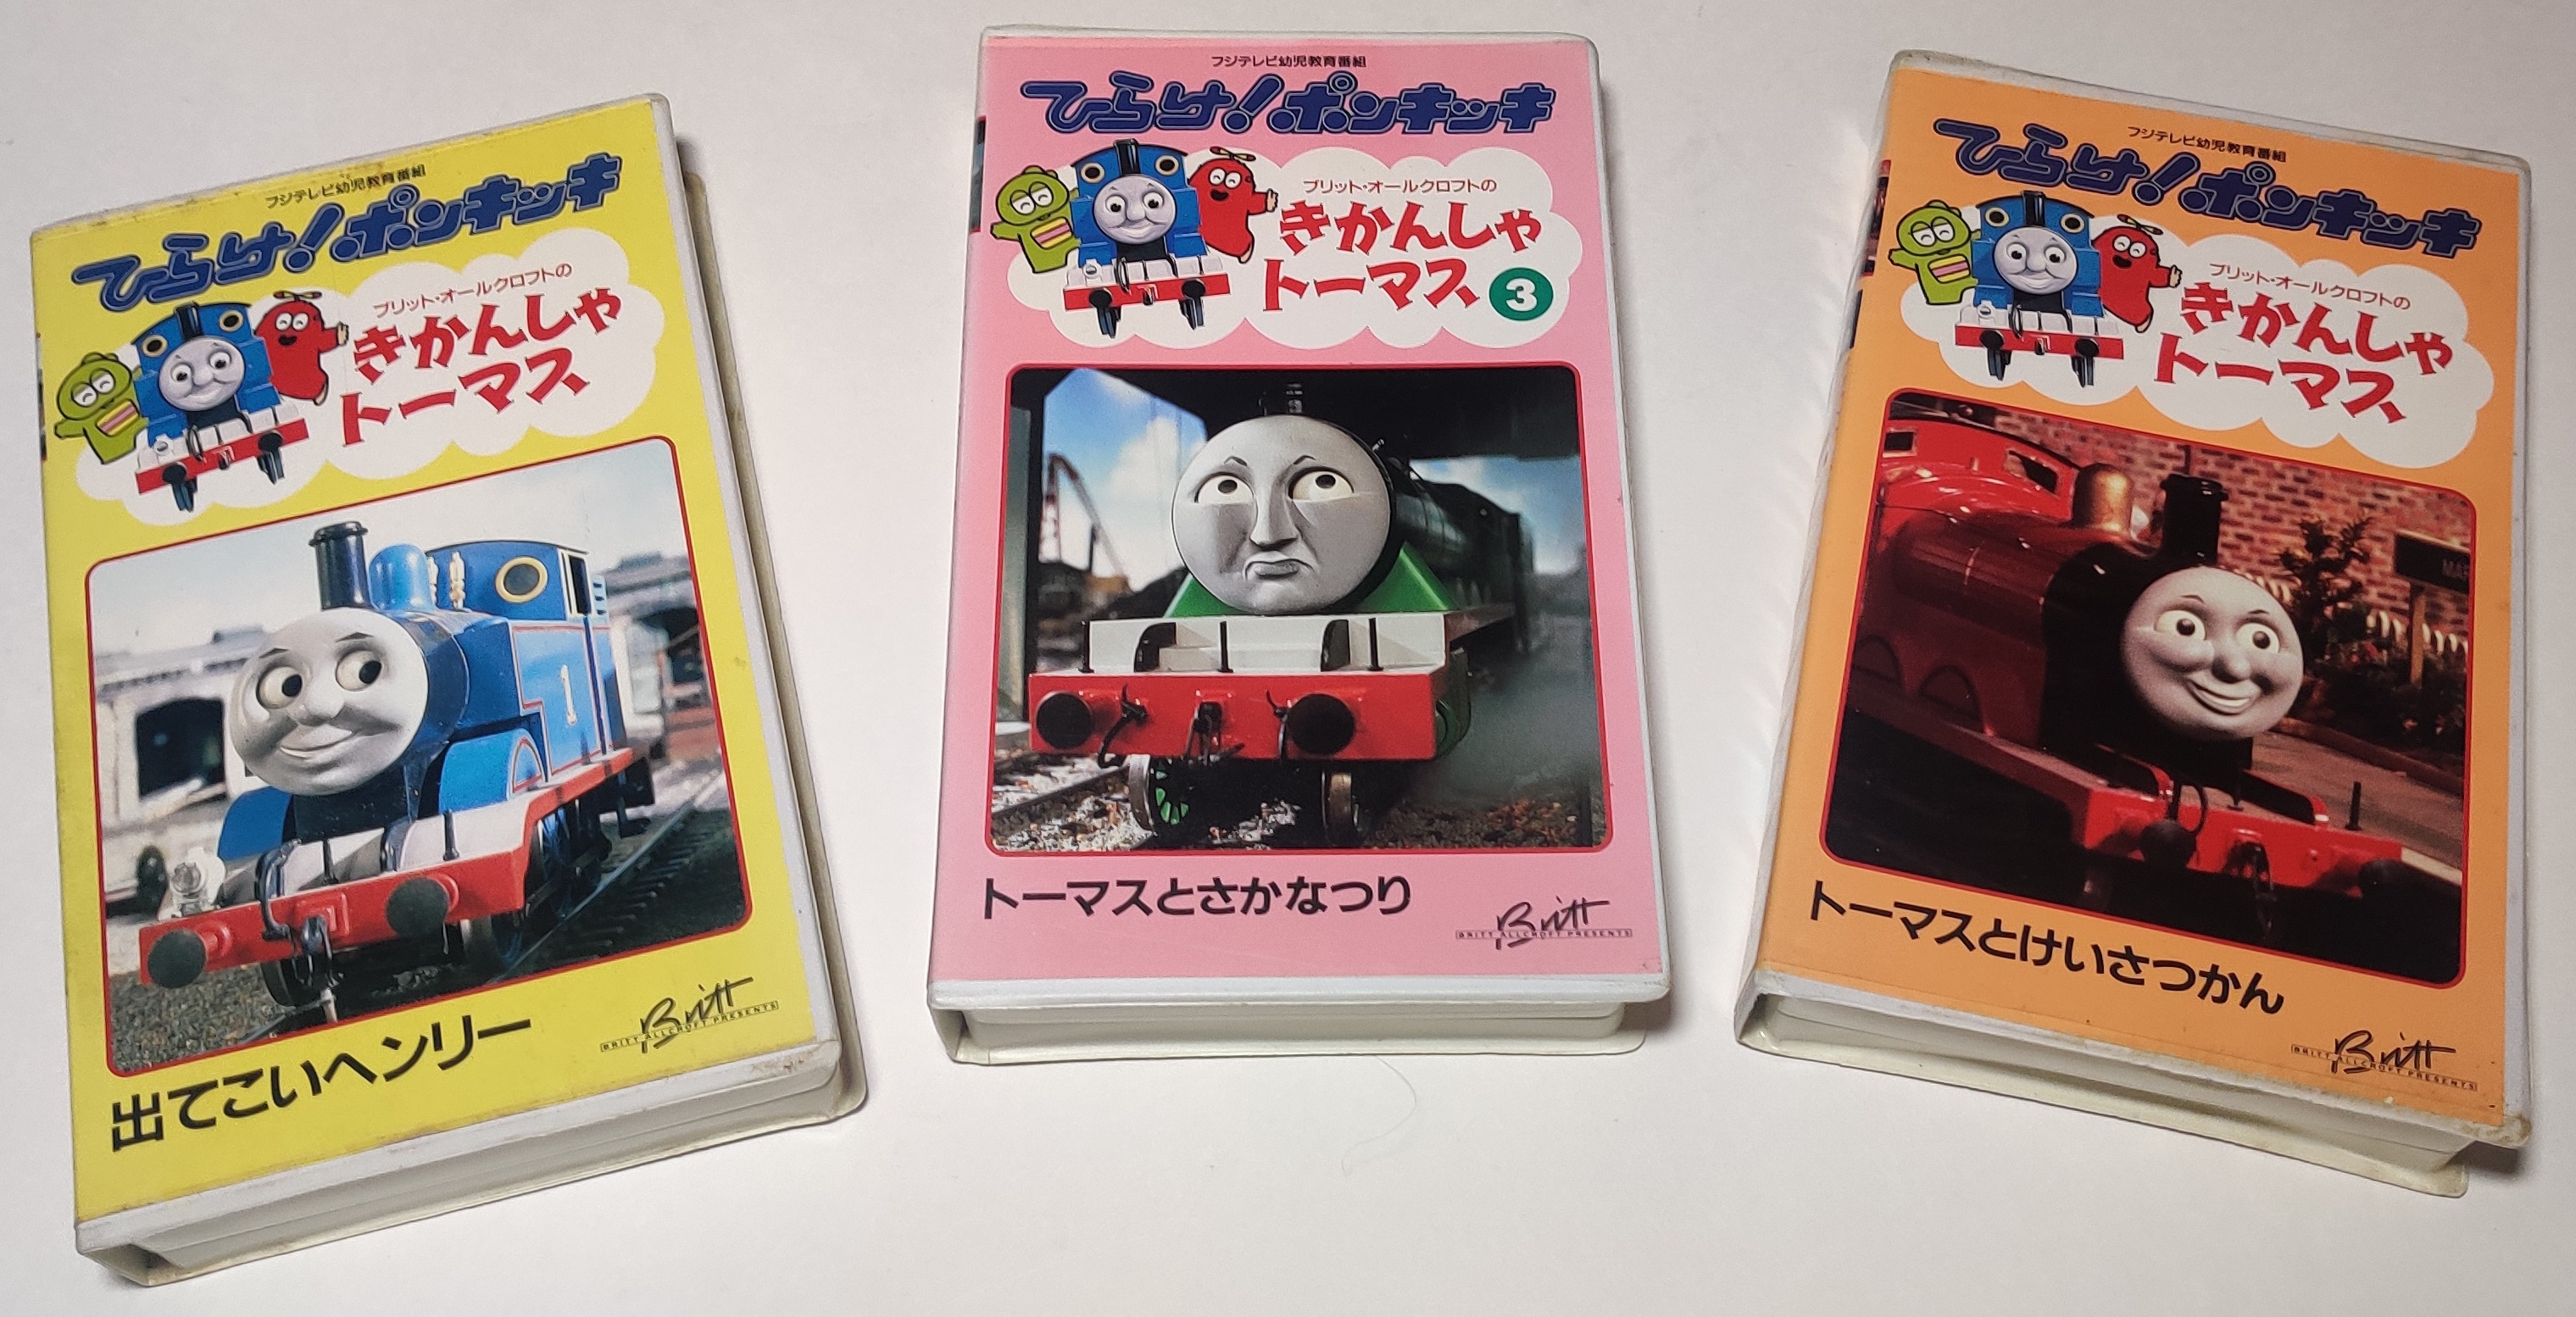 フジテレビ幼児教育番組
ひらけ!ポンキッキ
ブリット・オールクロフトの
きかんしゃ
トーマス
1
出てこいヘンリー
Britt
BRITT ALLCROFT PRESENTS
フジテレビ幼児教育番組
ひらけ!ポンキッキ
ブリット・オールクロフトの
きかんしゃ
トーマス 3
トーマスとさかなつり
Britt
BRITT ALLCROFT PRESENTS
フジテレビ幼児教育番組
ひらけ!ポンキッキ
ブリット・オールクロフトの
きかんしゃ
トーマス
トーマスとけいさつかん
Britt
BRITT ALLCROFT PRESENTS